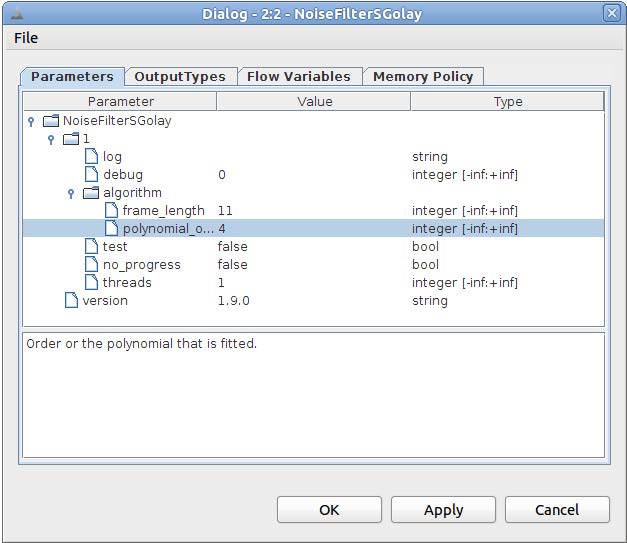 Dialog - 2:2 - NoiseFilterSGolay
File
Parameters OutputTypes Flow Variables Memory Policy
Parameter Value Type
NoiseFilterSGolay
1
log string
debug 0 integer [-inf:+inf]
algorithm
frame_length 11 integer [-inf:+inf]
polynomial_o... 4 integer [-inf:+inf]
test false bool
no_progress false bool
threads 1 integer [-inf:+inf]
version 1.9.0 string
Order or the polynomial that is fitted.
OK Apply Cancel